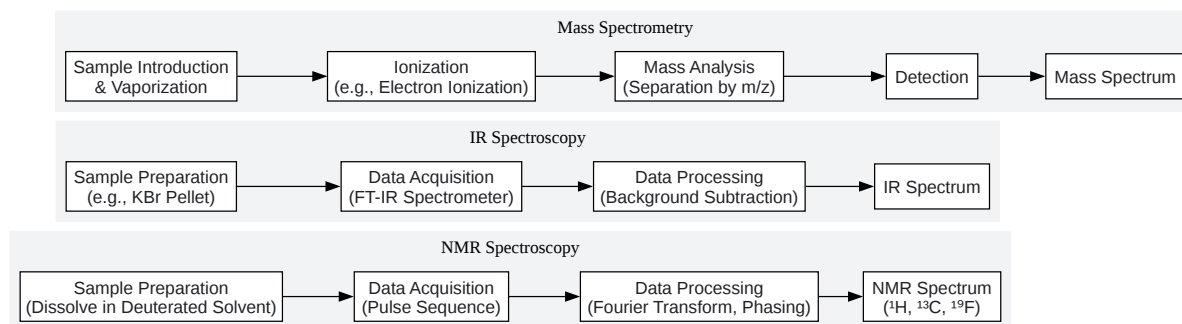 Mass Spectrometry
Sample Introduction
& Vaporization
Ionization
(e.g., Electron Ionization)
Mass Analysis
(Separation by m/z)
Detection
Mass Spectrum
IR Spectroscopy
Sample Preparation
(e.g., KBr Pellet)
Data Acquisition
(FT-IR Spectrometer)
Data Processing
(Background Subtraction)
IR Spectrum
NMR Spectroscopy
Sample Preparation
(Dissolve in Deuterated Solvent)
Data Acquisition
(Pulse Sequence)
Data Processing
(Fourier Transform, Phasing)
NMR Spectrum
(¹H, ¹³C, ¹⁹F)